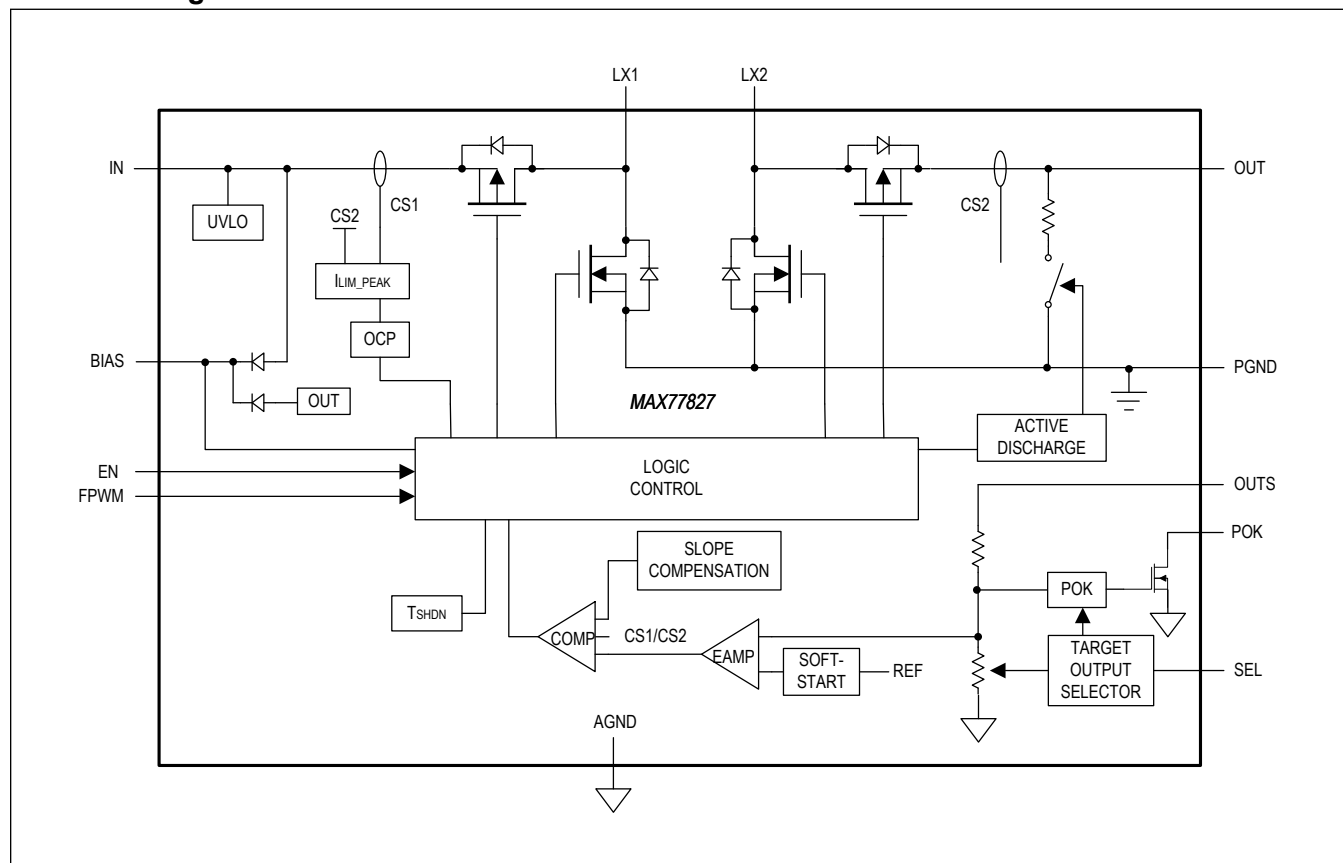 LX1
LX2
IN
OUT
UVLO
CS2
CS1
CS2
ILIM_PEAK
OCP
BIAS
OUT
PGND
MAX77827
ACTIVE
DISCHARGE
LOGIC
CONTROL
EN
FPWM
OUTS
POK
SLOPE
COMPENSATION
POK
TSHDN
COMP
CS1/CS2
EAMP
SOFT-
START
REF
TARGET
OUTPUT
SELECTOR
SEL
AGND